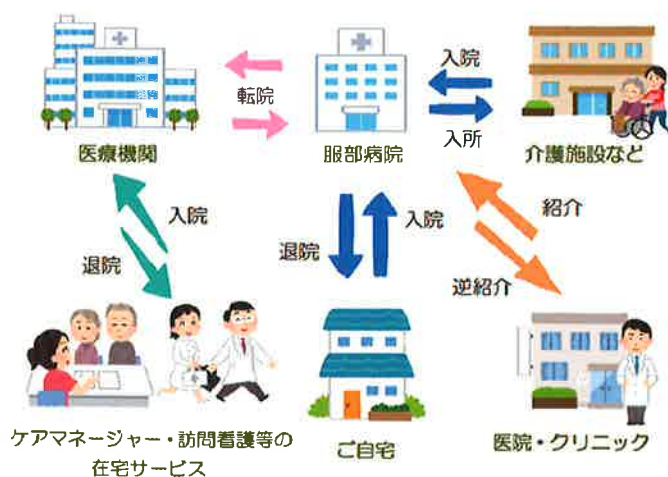 入院
転院
入所
医療機関
服部病院
介護施設など
入院
退院
退院
入院
紹介
逆紹介
ケアマネージャー・訪問看護等の
在宅サービス
ご自宅
医院・クリニック